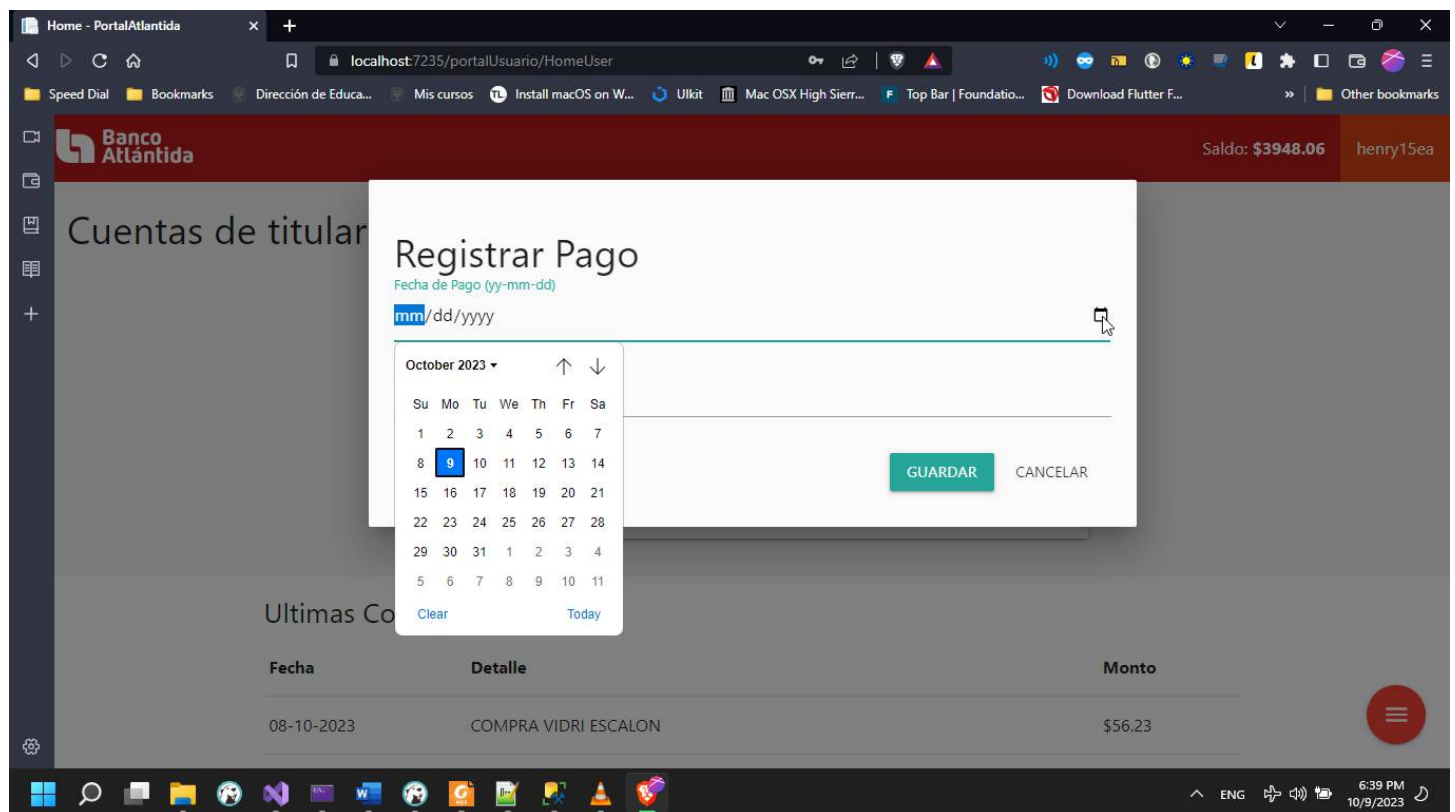 Home - PortalAtlantida
localhost:7235/portalUsuario/HomeUser
Speed Dial Bookmarks Dirección de Educa... Mis cursos Install macOS on W... UIkit Mac OSX High Sierr... Top Bar | Foundatio... Download Flutter F... » Other bookmarks
Banco
Atlántida
Saldo: $3948.06 henry15ea
Cuentas de titular
Registrar Pago
Fecha de Pago (yy-mm-dd)
mm/dd/yyyy
October 2023
Su Mo Tu We Th Fr Sa
1 2 3 4 5 6 7
8 9 10 11 12 13 14
15 16 17 18 19 20 21
22 23 24 25 26 27 28
29 30 31 1 2 3 4
5 6 7 8 9 10 11
Clear Today
GUARDAR CANCELAR
Ultimas Co
Fecha Detalle Monto
08-10-2023 COMPRA VIDRI ESCALON $56.23
ENG
6:39 PM
10/9/2023